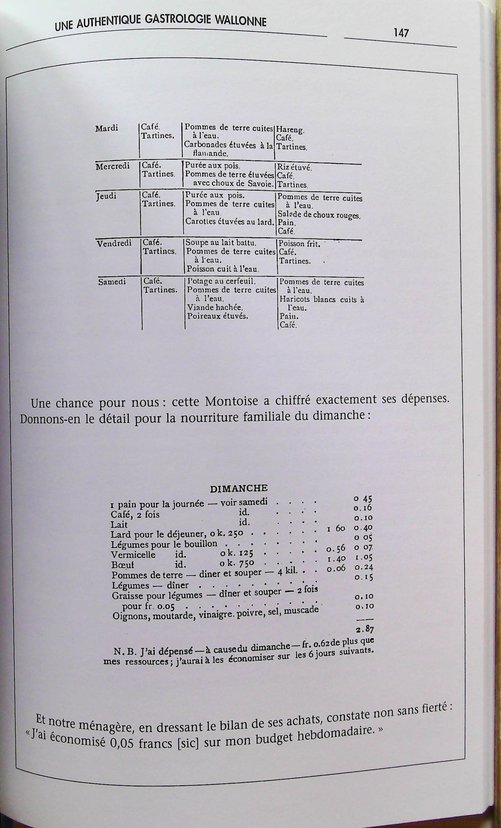 UNE AUTHENTIQUE GASTROLOGIE WALLONNE 147
Mardi Café. Pommes de terre cuites Hareng.
Tartines. à l'eau. Café.
Carbonades étuvées à la Tartines.
flamande.
Mercredi Café. Purée aux pois. Riz étuvé.
Tartines. Pommes de terre étuvées Café.
avec choux de Savoie. Tartines.
Jeudi Café. Purée aux pois. Pommes de terre cuites
Tartines. Pommes de terre cuites à l'eau.
à l'eau. Salade de choux rouges.
Carottes étuvées au lard. Pain.
Café.
Vendredi Café. Soupe au lait battu. Poisson frit.
Tartines. Pommes de terre cuites Café.
à l'eau. Tartines.
Poisson cuit à l'eau.
Samedi Café. Potage au cerfeuil. Pommes de terre cuites
Tartines. Pommes de terre cuites à l'eau.
à l'eau. Haricots blancs cuits à
Viande hachée. l'eau.
Poireaux étuvés. Pain.
Café.
Une chance pour nous : cette Montoise a chiffré exactement ses dépenses.
Donnons-en le détail pour la nourriture familiale du dimanche :
DIMANCHE
1 pain pour la journée — voir samedi . . . . 0 45
Café, 2 fois id. . . . . 0.16
Lait id. . . . . 0.10
Lard pour le déjeuner, o k. 250 . . . . . . 1 60 0.40
Légumes pour le bouillon . . . . . . . 0 05
Vermicelle id. o k. 125 . . . . . . 0.56 0 07
Bœuf id. o k. 750 . . . . . . 1.40 1.05
Pommes de terre — dîner et souper — 4 kil. . . 0.06 0.24
Légumes — dîner . . . . . . . . . 0.15
Graisse pour légumes — dîner et souper — 2 fois
pour fr. 0.05 . . . . . . . . . 0.10
Oignons, moutarde, vinaigre. poivre, sel, muscade 0.10
2.87
N. B. J'ai dépensé — à cause du dimanche — fr. 0.62 de plus que
mes ressources ; j'aurai à les économiser sur les 6 jours suivants.
Et notre ménagère, en dressant le bilan de ses achats, constate non sans fierté :
« J'ai économisé 0,05 francs [sic] sur mon budget hebdomadaire. »